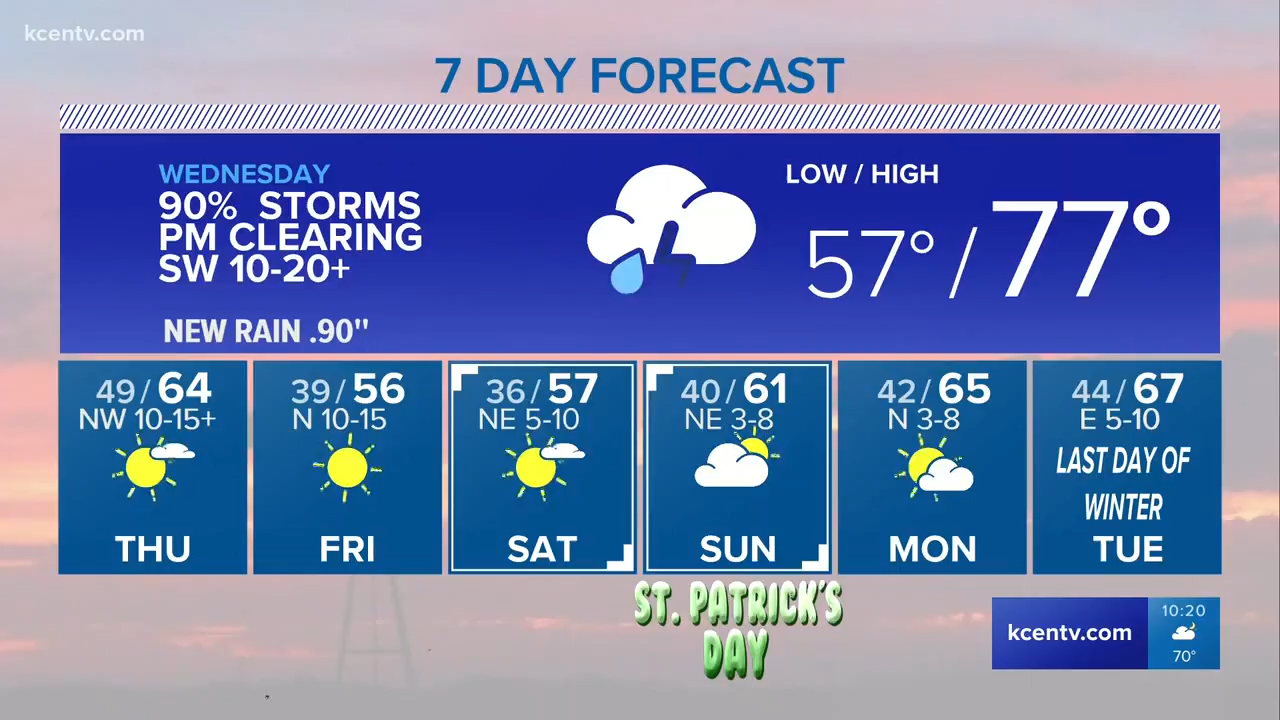 kcentv.com
7 DAY FORECAST
WEDNESDAY
90% STORMS
PM CLEARING
SW 10-20+
NEW RAIN .90"
LOW / HIGH
57° / 77°
49 / 64
NW 10-15+
THU
39 / 56
N 10-15
FRI
36 / 57
NE 5-10
SAT
40 / 61
NE 3-8
SUN
42 / 65
N 3-8
MON
44 / 67
E 5-10
LAST DAY OF
WINTER
TUE
ST. PATRICK'S
DAY
kcentv.com
10:20
70°